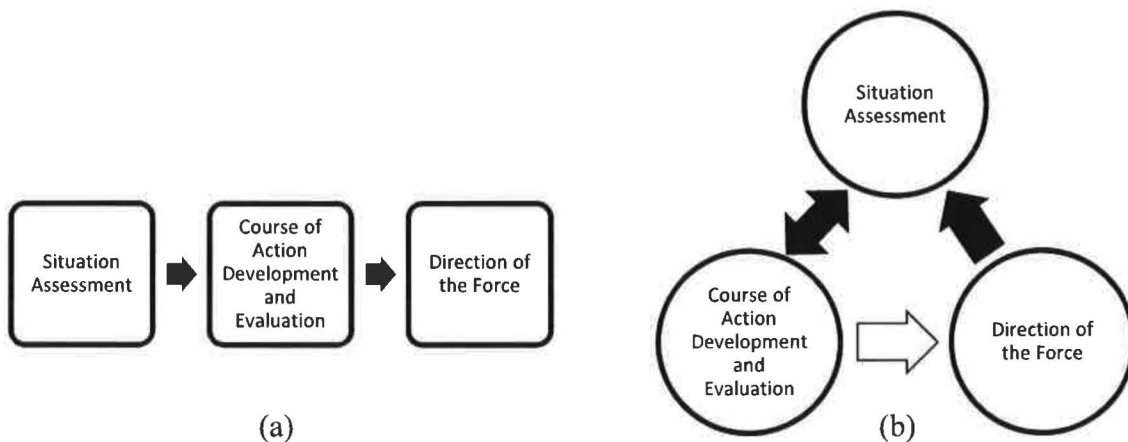 Situation
Assessment
Course of
Action
Development
and
Evaluation
Direction of
the Force
(a)
Situation
Assessment
Course of
Action
Development
and
Evaluation
Direction of
the Force
(b)